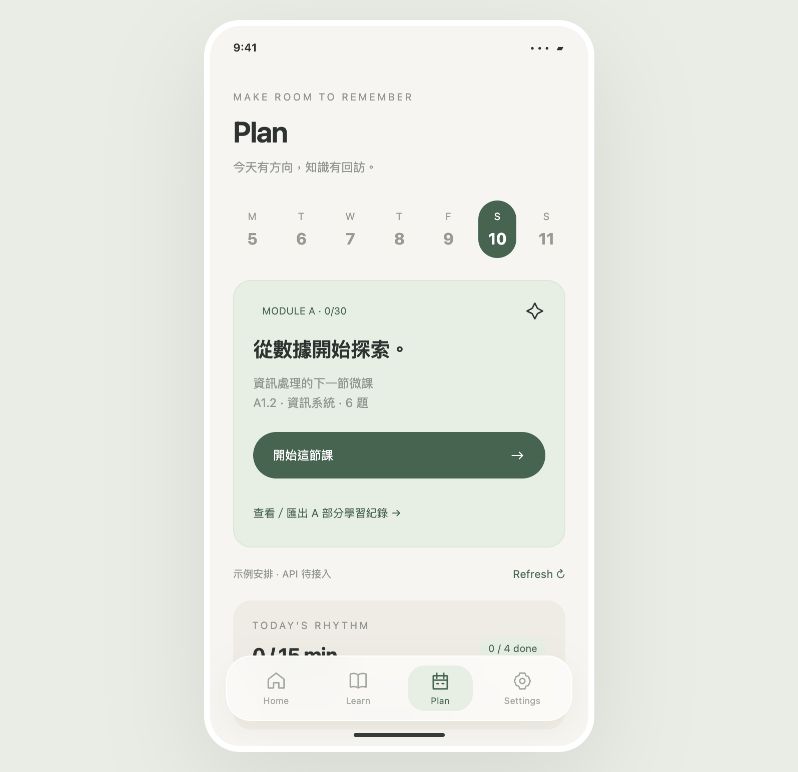 9:41
MAKE ROOM TO REMEMBER
Plan
今天有方向，知識有回訪。
M T W T F S S
5 6 7 8 9 10 11
MODULE A · 0/30
從數據開始探索。
資訊處理的下一節微課
A1.2 · 資訊系統 · 6 題
開始這節課 →
查看 / 匯出 A 部分學習紀錄 →
示例安排 · API 待接入 Refresh ↻
TODAY'S RHYTHM
0 / 15 min 0 / 4 done
Home Learn Plan Settings